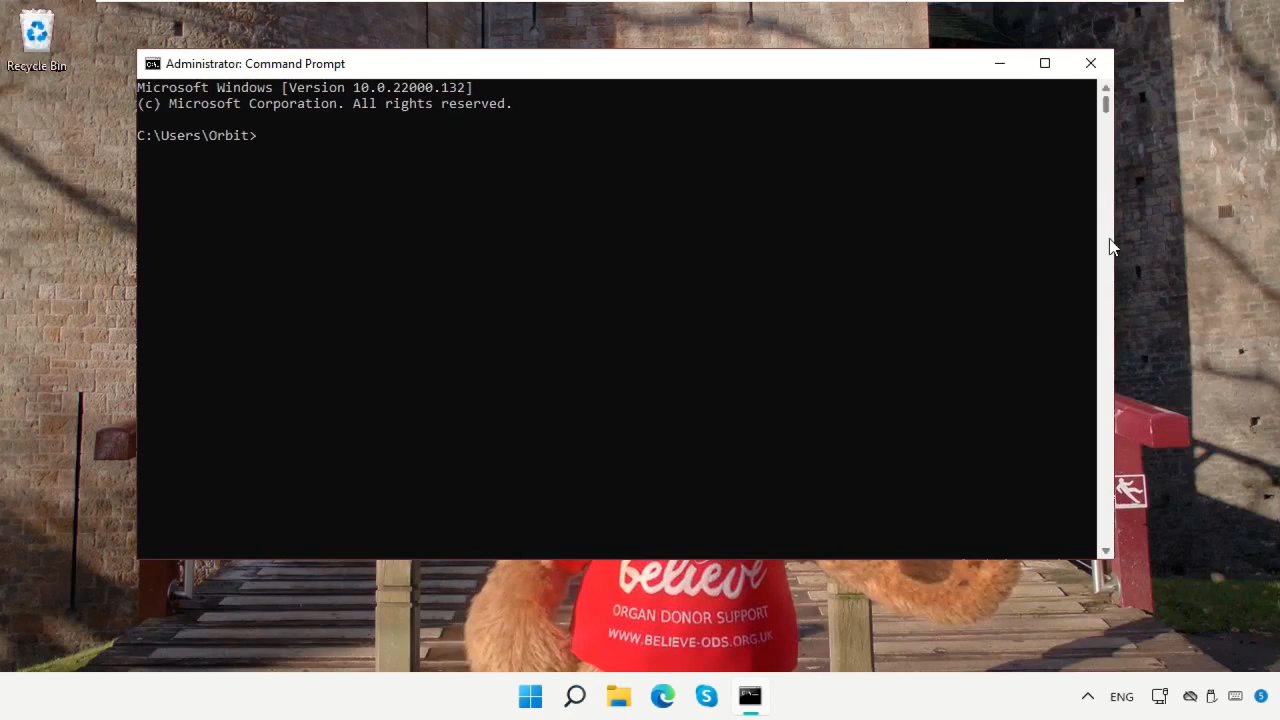 Recycle Bin
Administrator: Command Prompt
Microsoft Windows [Version 10.0.22000.132]
(c) Microsoft Corporation. All rights reserved.
C:\Users\Orbit>
believe
ORGAN DONOR SUPPORT
WWW.BELIEVE-ODS.ORG.UK
ENG
5